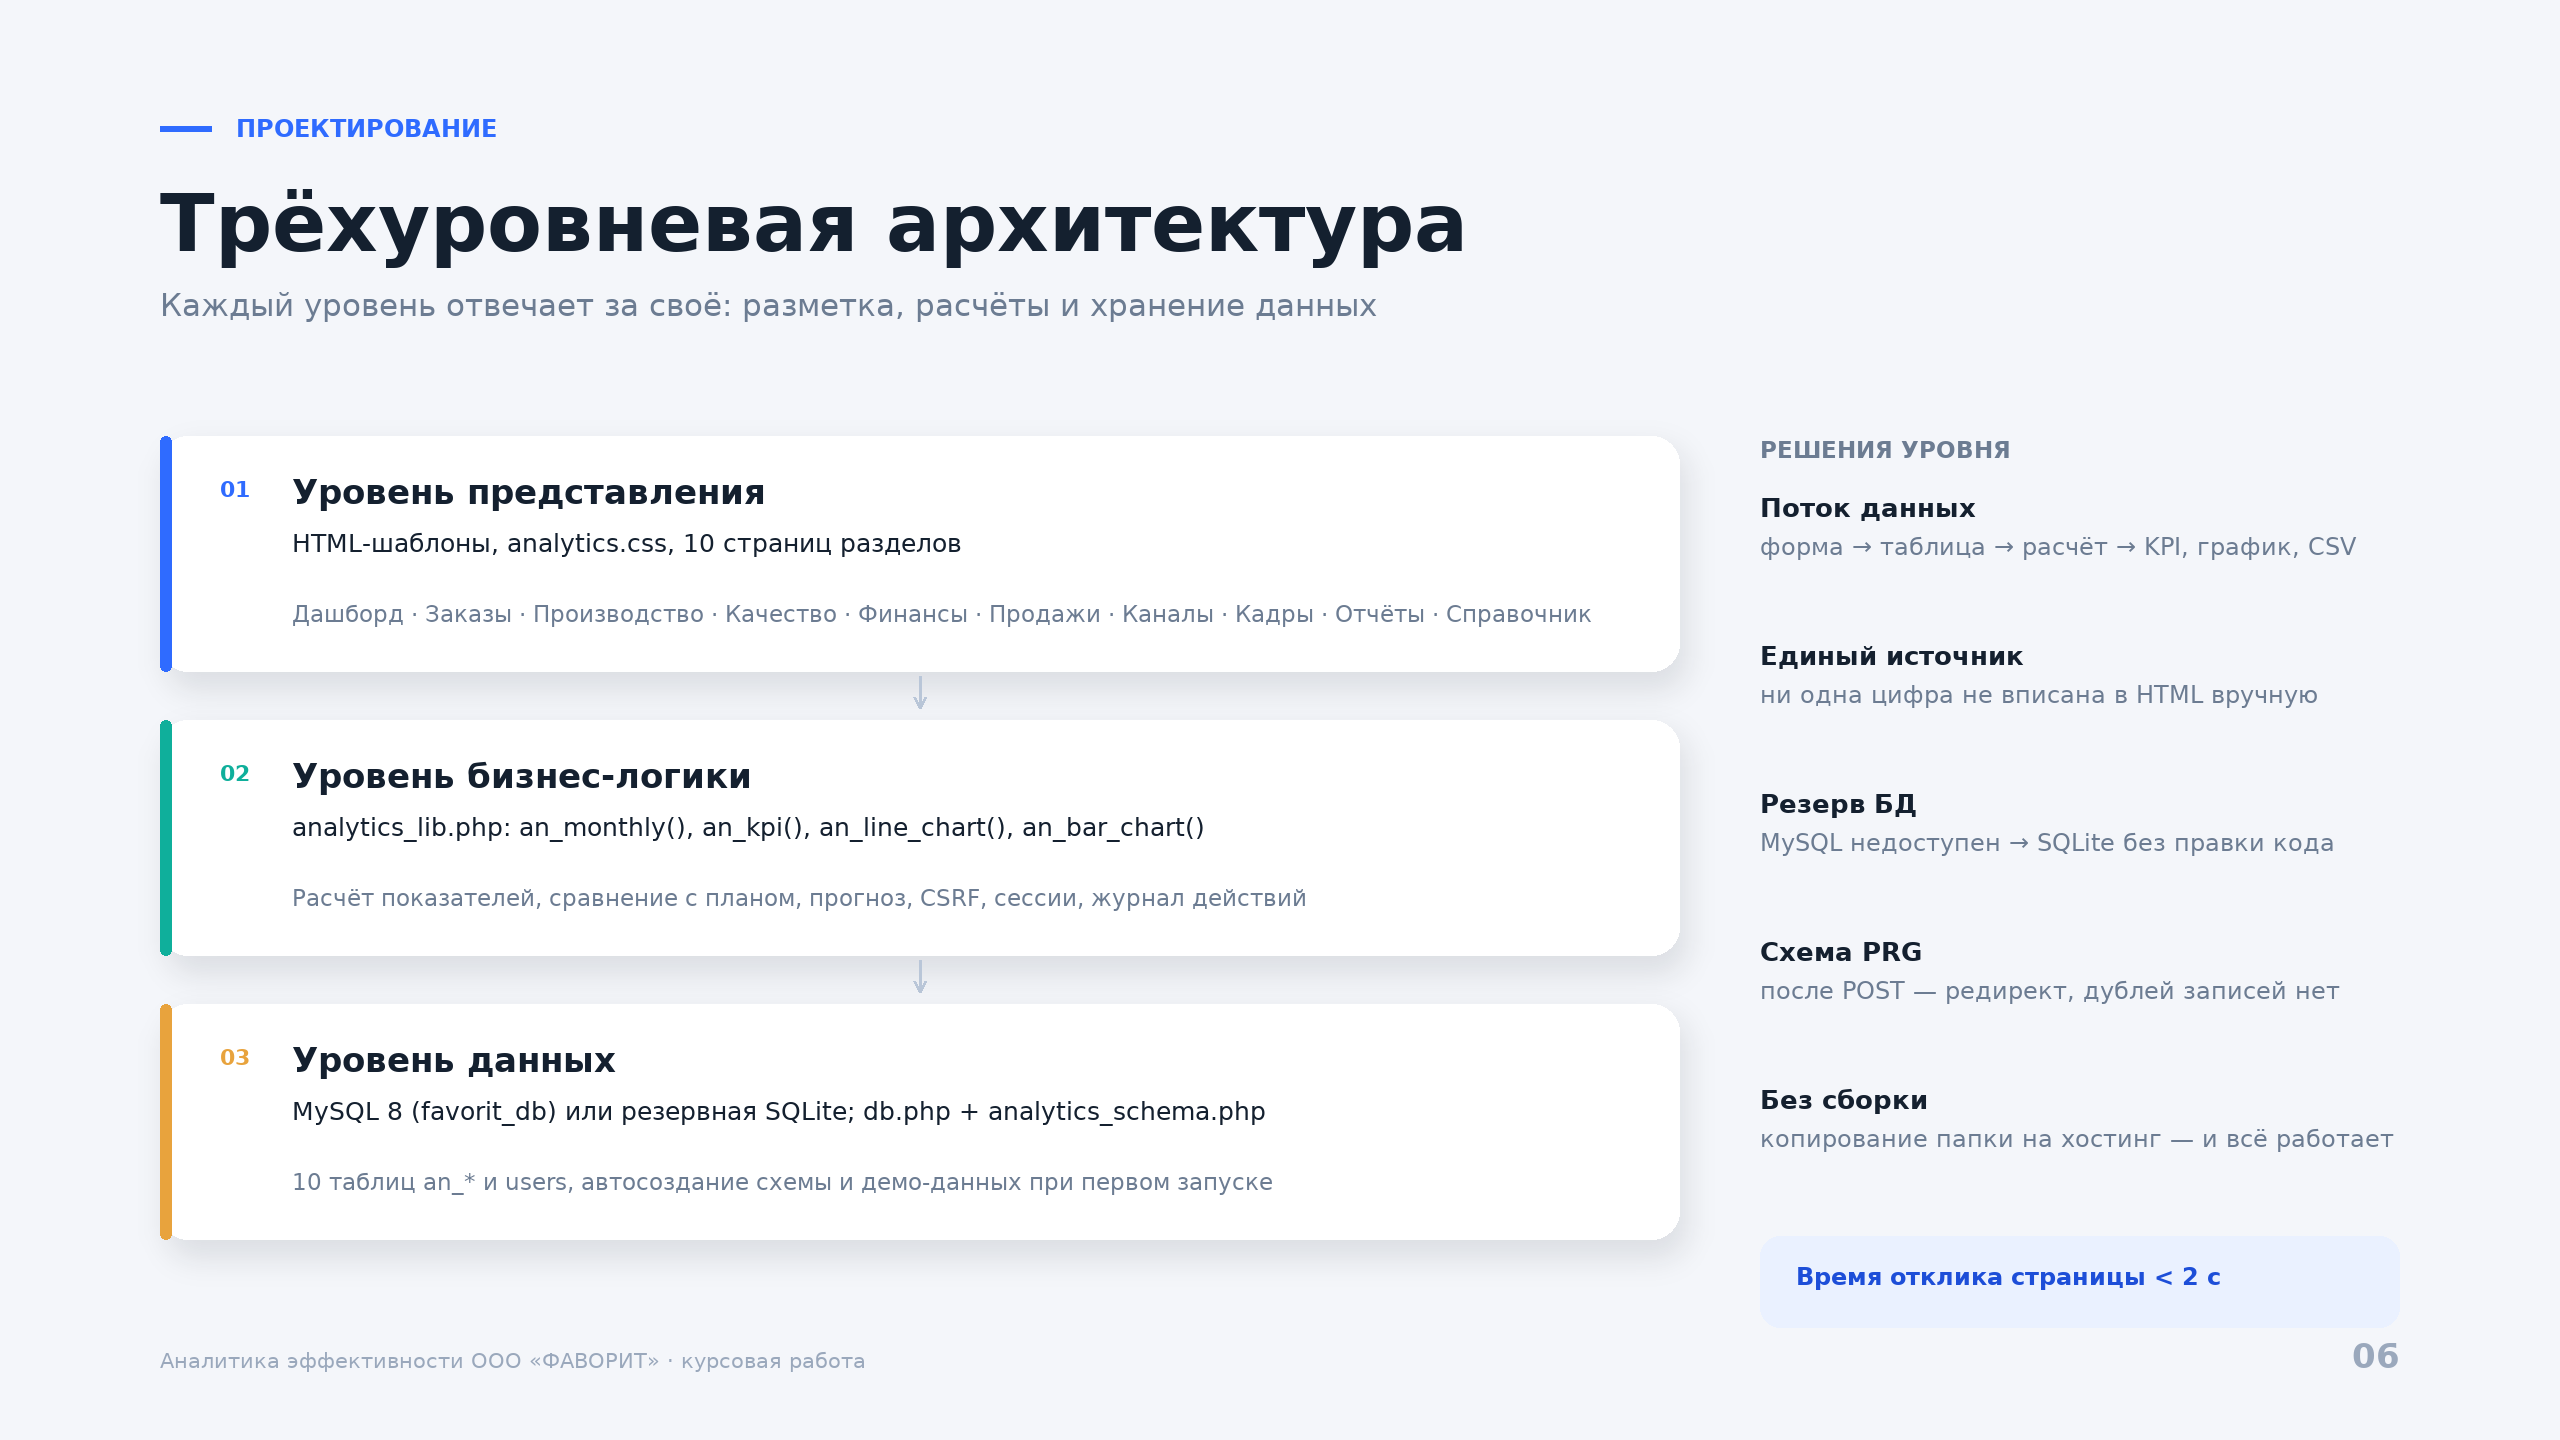 ПРОЕКТИРОВАНИЕ
Трёхуровневая архитектура
Каждый уровень отвечает за своё: разметка, расчёты и хранение данных
01
Уровень представления
HTML-шаблоны, analytics.css, 10 страниц разделов
Дашборд · Заказы · Производство · Качество · Финансы · Продажи · Каналы · Кадры · Отчёты · Справочник
02
Уровень бизнес-логики
analytics_lib.php: an_monthly(), an_kpi(), an_line_chart(), an_bar_chart()
Расчёт показателей, сравнение с планом, прогноз, CSRF, сессии, журнал действий
03
Уровень данных
MySQL 8 (favorit_db) или резервная SQLite; db.php + analytics_schema.php
10 таблиц an_* и users, автосоздание схемы и демо-данных при первом запуске
РЕШЕНИЯ УРОВНЯ
Поток данных
форма → таблица → расчёт → KPI, график, CSV
Единый источник
ни одна цифра не вписана в HTML вручную
Резерв БД
MySQL недоступен → SQLite без правки кода
Схема PRG
после POST — редирект, дублей записей нет
Без сборки
копирование папки на хостинг — и всё работает
Время отклика страницы < 2 с
Аналитика эффективности ООО «ФАВОРИТ» · курсовая работа
06